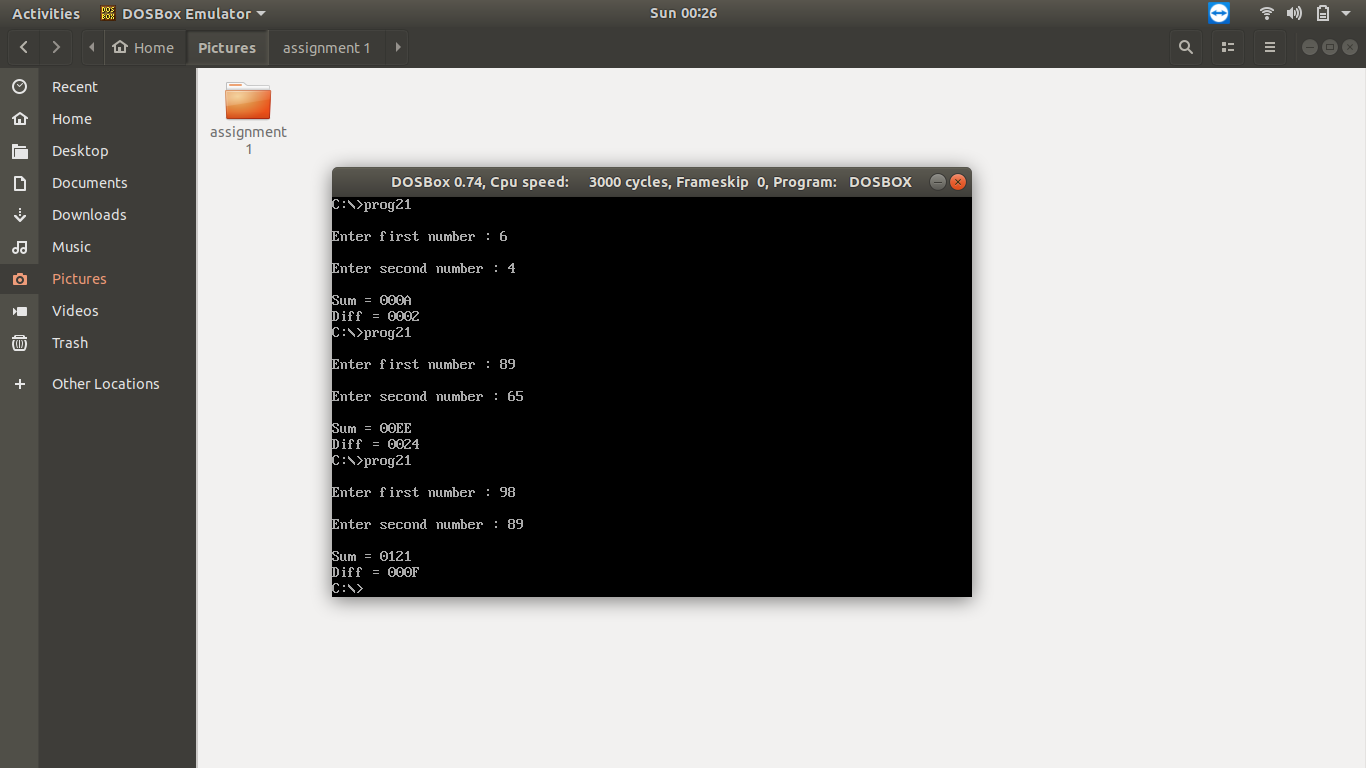 Activities DOSBox Emulator Sun 00:26
Home Pictures assignment 1
Recent
Home
Desktop
Documents
Downloads
Music
Pictures
Videos
Trash
Other Locations
assignment
1
DOSBox 0.74, Cpu speed: 3000 cycles, Frameskip 0, Program: DOSBOX
C:\>prog21
Enter first number : 6
Enter second number : 4
Sum = 000A
Diff = 0002
C:\>prog21
Enter first number : 89
Enter second number : 65
Sum = 00EE
Diff = 0024
C:\>prog21
Enter first number : 98
Enter second number : 89
Sum = 0121
Diff = 000F
C:\>